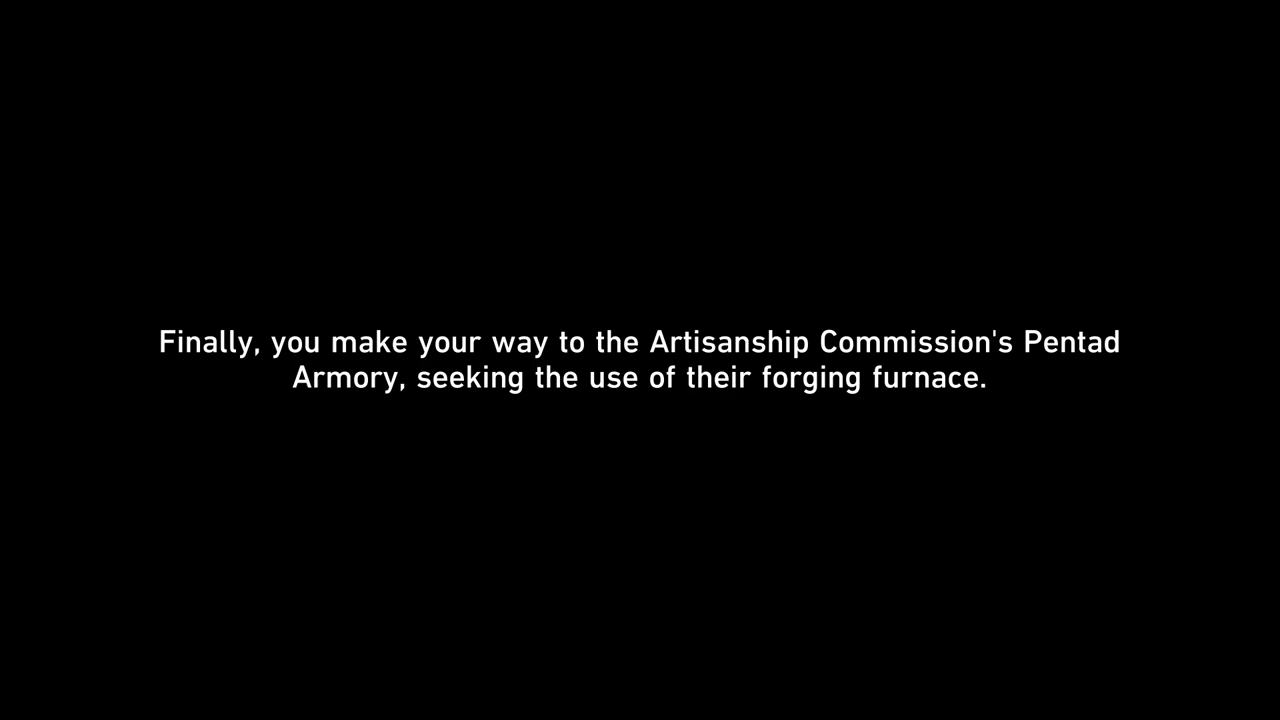 Finally, you make your way to the Artisanship Commission's Pentad
Armory, seeking the use of their forging furnace.